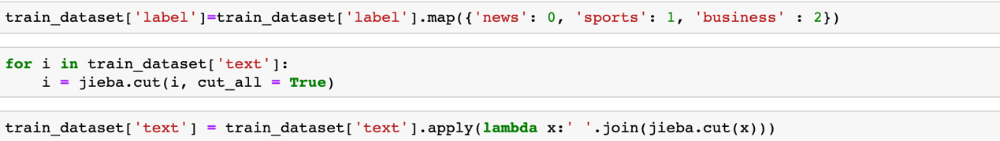 train_dataset['label']=train_dataset['label'].map({'news': 0, 'sports': 1, 'business' : 2})
for i in train_dataset['text']:
    i = jieba.cut(i, cut_all = True)
train_dataset['text'] = train_dataset['text'].apply(lambda x:' '.join(jieba.cut(x)))